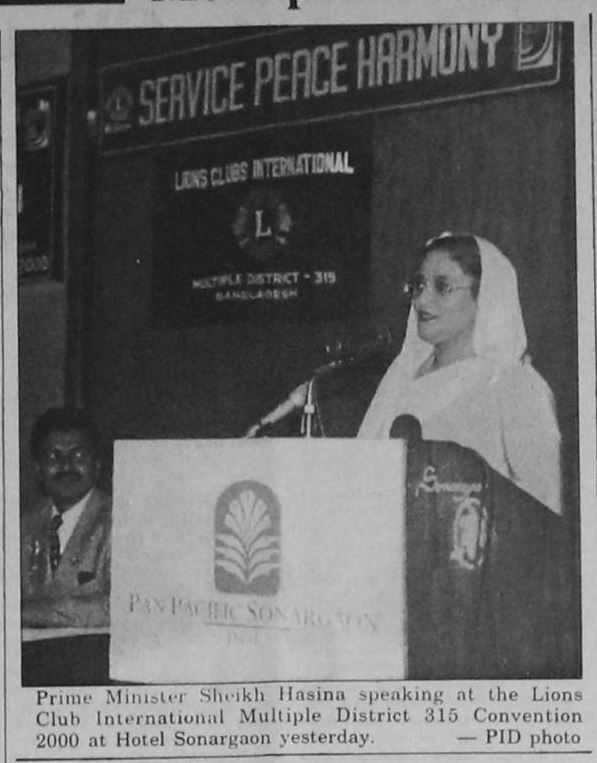 SERVICE PEACE HARMONY
LIONS CLUBS INTERNATIONAL
L
MULTIPLE DISTRICT - 315
BANGLADESH
Sonargaon
PAN PACIFIC SONARGAON
Prime Minister Sheikh Hasina speaking at the Lions
Club International Multiple District 315 Convention
2000 at Hotel Sonargaon yesterday. — PID photo